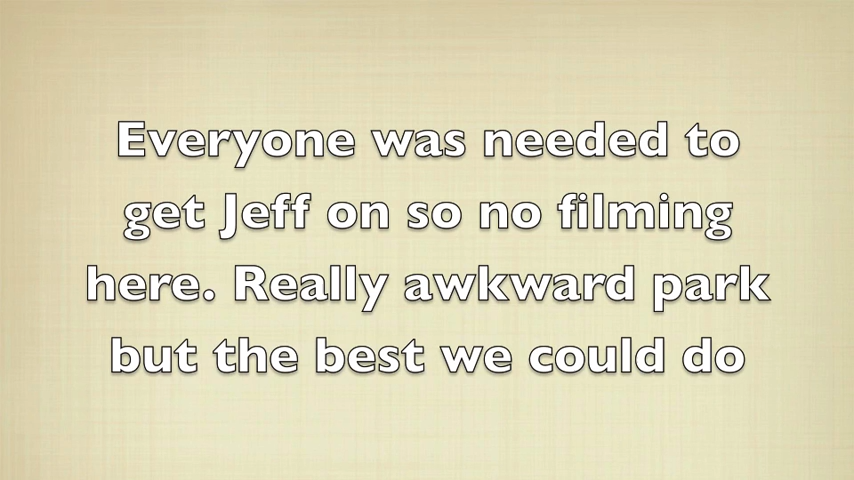 Everyone was needed to
get Jeff on so no filming
here. Really awkward park
but the best we could do